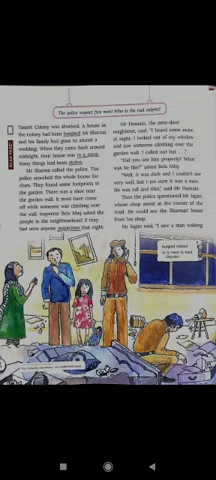 The police suspect five men! Who is the real culprit?
Vasant Colony was shocked. A house in
the colony had been burgled! Mr Sharma
and his family had gone to attend a
wedding. When they came back around
midnight, their house was in a mess.
Many things had been stolen.
Mr Sharma called the police. The
police searched the whole house for
clues. They found some footprints in
the garden. There was a shoe near
the garden wall. It must have come
off while someone was climbing over
the wall. Inspector Bela Maij asked the
people in the neighbourhood if they
had seen anyone suspicious that night.
Mr Hussain, the next-door
neighbour, said, "I heard some noise
at night. I looked out of my window
and saw someone climbing over the
garden wall. I called out but . . ."
"Did you see him properly? What
was he like?" asked Bela Maij.
"Well, it was dark and I couldn't see
very well, but I am sure it was a man.
He was tall and thin," said Mr Hussain.
Then the police questioned Mr Jagan,
whose shop stood at the corner of the
road. He could see the Sharmas' house
from his shop.
Mr Jagan said, "I saw a man walking
burgled robbed
in a mess in total
disorder